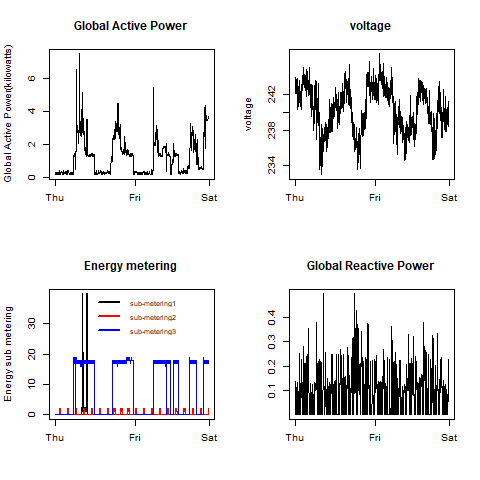 Global Active Power
Global Active Power(kilowatts)
0 2 4 6
Thu Fri Sat
voltage
voltage
234 238 242
Thu Fri Sat
Energy metering
Energy sub metering
0 10 20 30
sub-metering1
sub-metering2
sub-metering3
Thu Fri Sat
Global Reactive Power
0.1 0.2 0.3 0.4
Thu Fri Sat